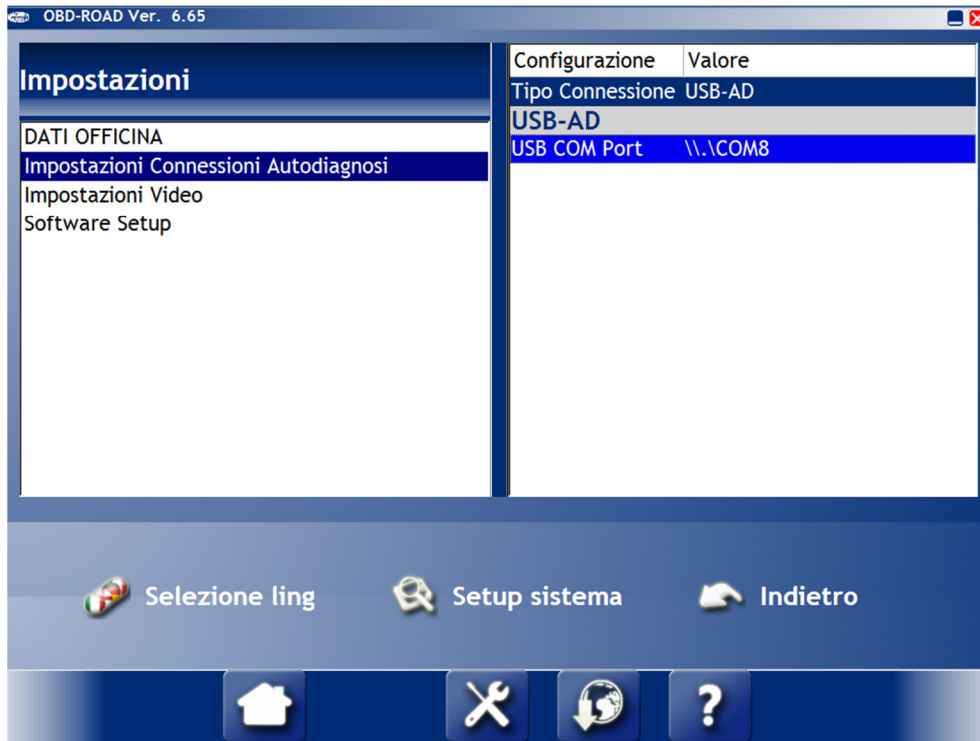 OBD-ROAD Ver. 6.65
Impostazioni
DATI OFFICINA
Impostazioni Connessioni Autodiagnosi
Impostazioni Video
Software Setup
Configurazione Valore
Tipo Connessione USB-AD
USB-AD
USB COM Port \\.\COM8
Selezione ling
Setup sistema
Indietro
?